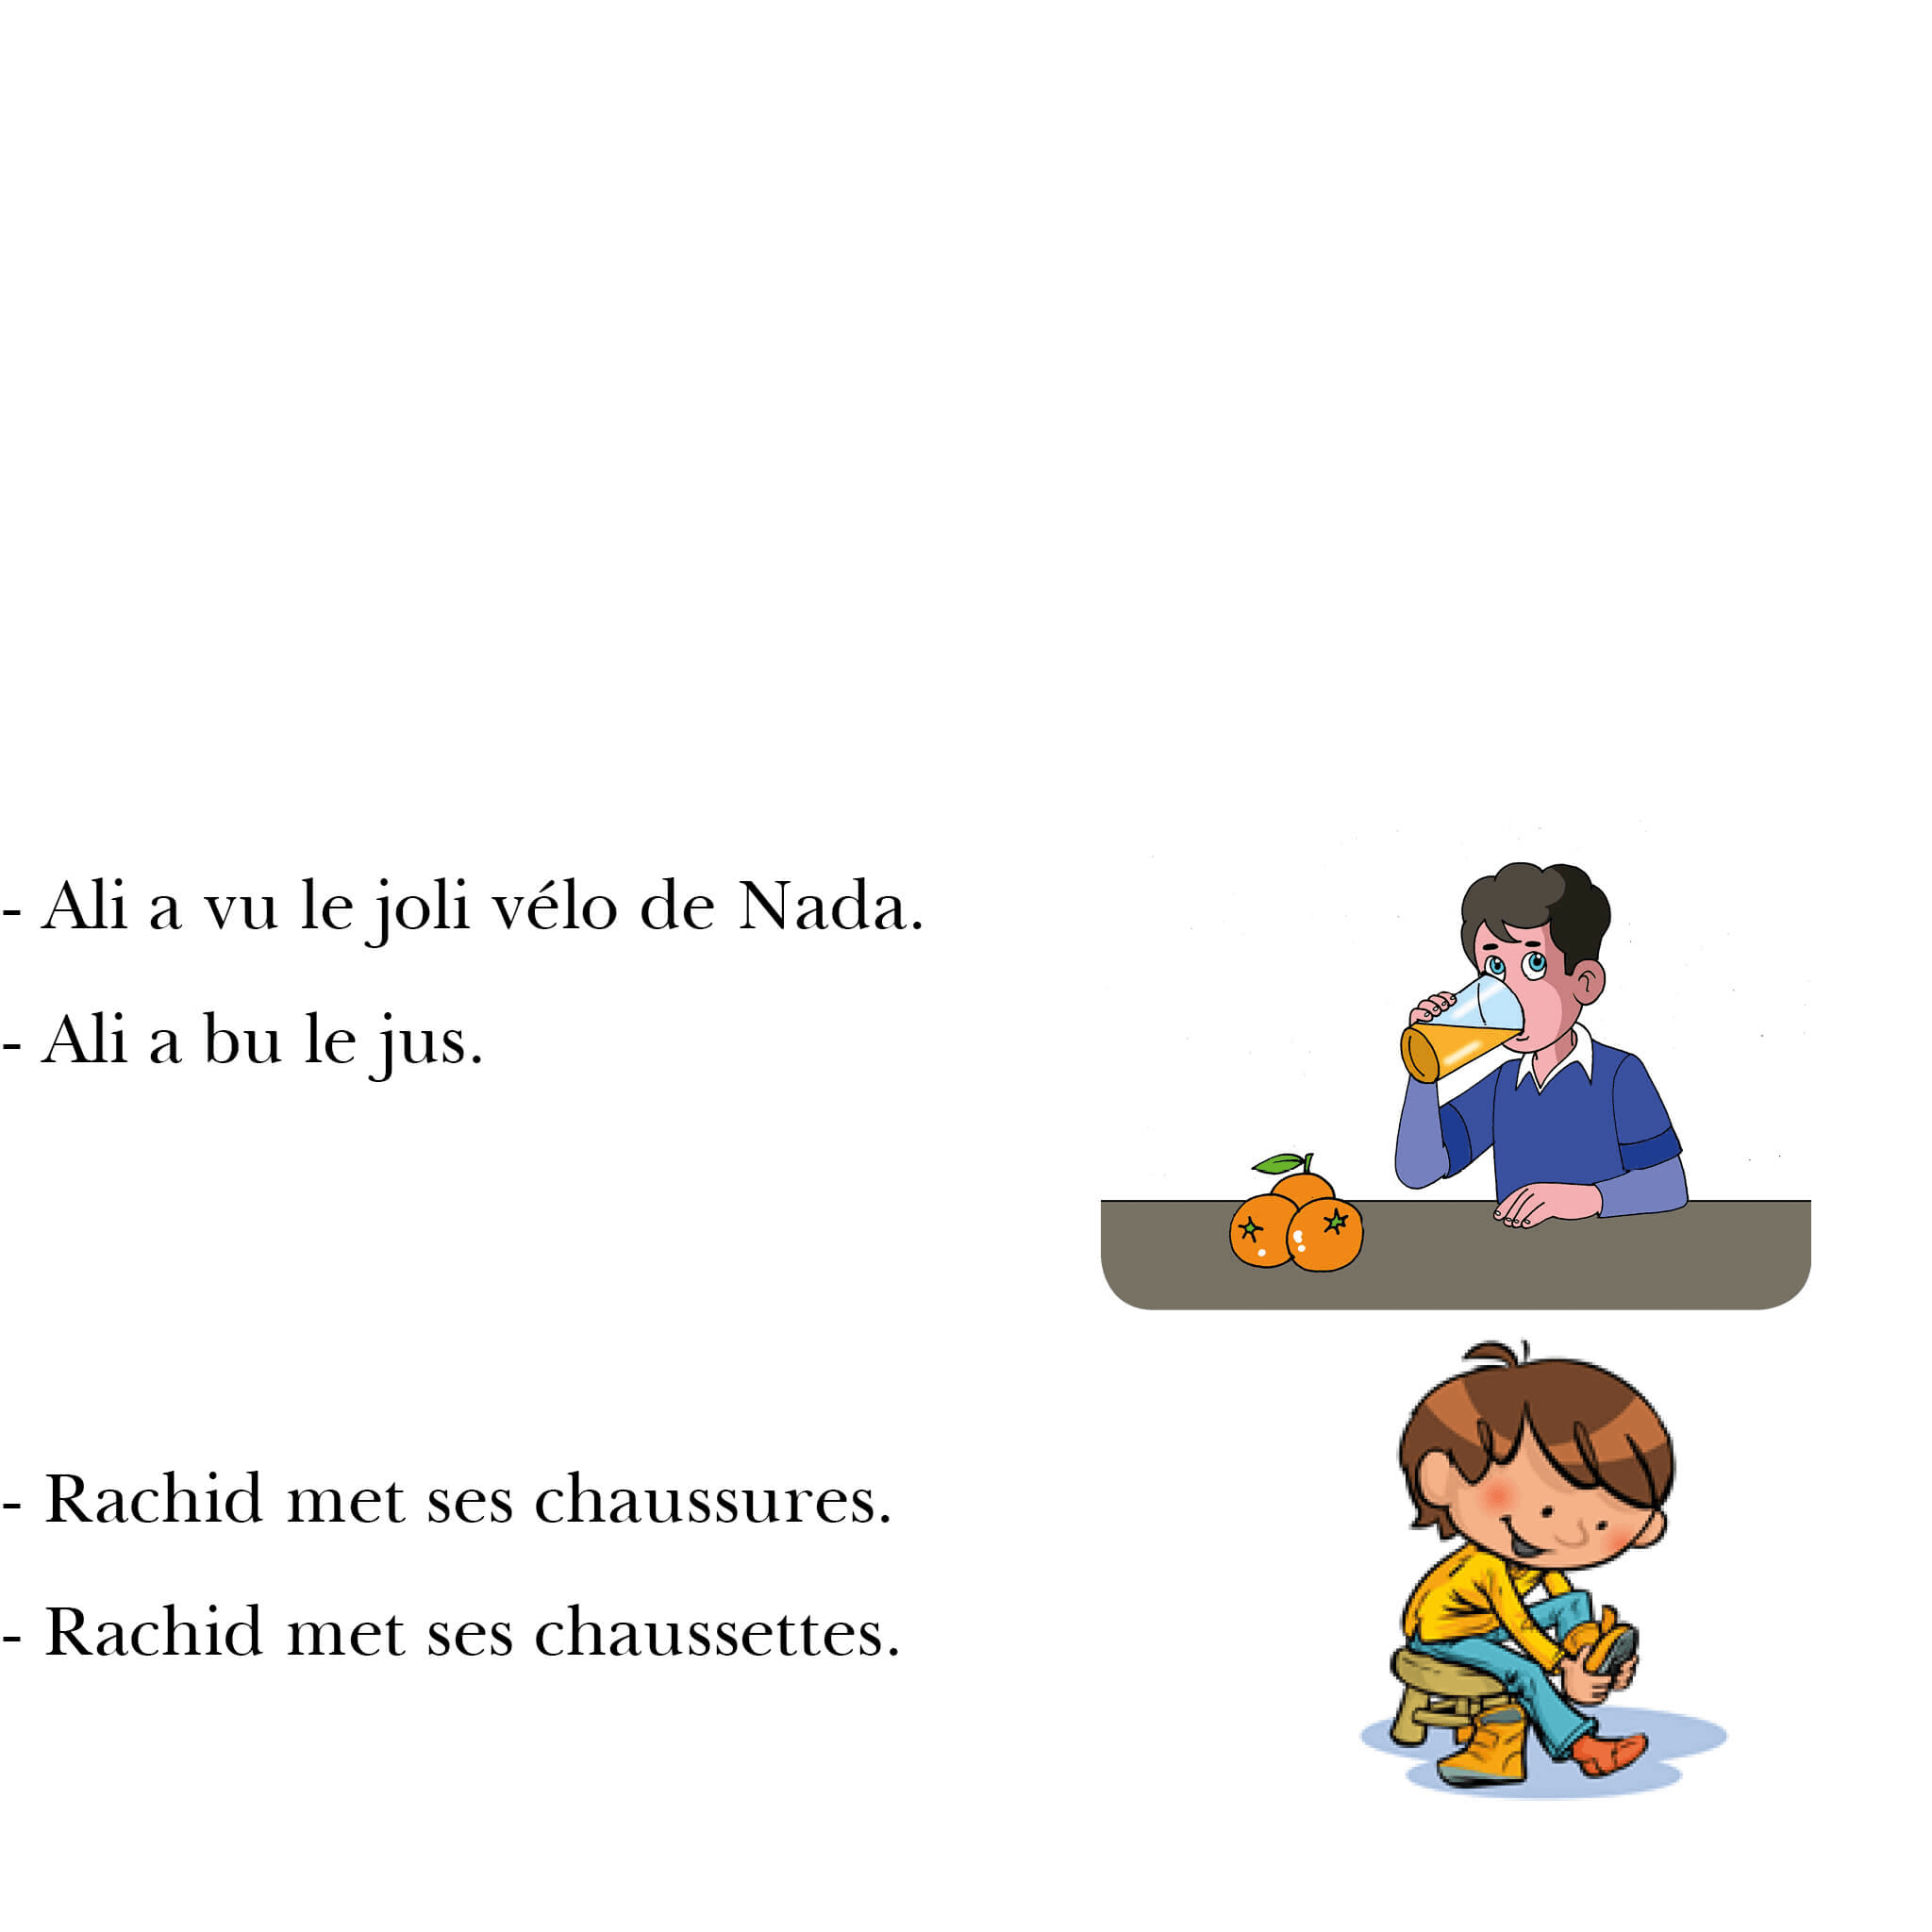 - Ali a vu le joli vélo de Nada.
- Ali a bu le jus.
- Rachid met ses chaussures.
- Rachid met ses chaussettes.